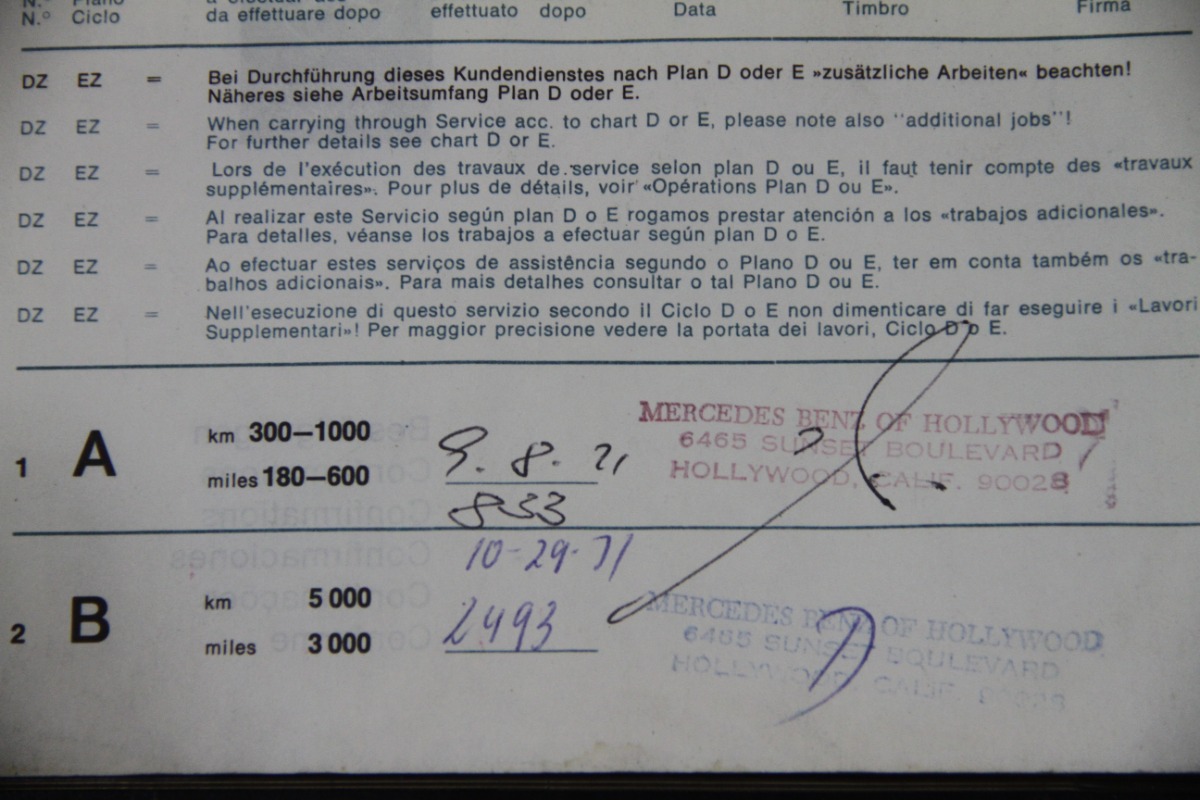 N.º Plano
N.º Ciclo da effettuare dopo effettuato dopo Data Timbro Firma
DZ EZ = Bei Durchführung dieses Kundendienstes nach Plan D oder E »zusätzliche Arbeiten« beachten!
Näheres siehe Arbeitsumfang Plan D oder E.
DZ EZ = When carrying through Service acc. to chart D or E, please note also "additional jobs"!
For further details see chart D or E.
DZ EZ = Lors de l'exécution des travaux de service selon plan D ou E, il faut tenir compte des «travaux
supplémentaires». Pour plus de détails, voir «Opérations Plan D ou E».
DZ EZ = Al realizar este Servicio según plan D o E rogamos prestar atención a los «trabajos adicionales».
Para detalles, véanse los trabajos a efectuar según plan D o E.
DZ EZ = Ao efectuar estes serviços de assistência segundo o Plano D ou E, ter em conta também os «tra-
balhos adicionais». Para mais detalhes consultar o tal Plano D ou E.
DZ EZ = Nell'esecuzione di questo servizio secondo il Ciclo D o E non dimenticare di far eseguire i «Lavori
Supplementari»! Per maggior precisione vedere la portata dei lavori, Ciclo D o E.
1 A km 300—1000
miles 180—600
9. 8. 71
833
MERCEDES BENZ OF HOLLYWOOD
6465 SUNSET BOULEVARD
HOLLYWOOD, CALIF. 90028
2 B km 5 000
miles 3 000
10-29-71
2493
MERCEDES BENZ OF HOLLYWOOD
6465 SUNSET BOULEVARD
HOLLYWOOD, CALIF. 90028